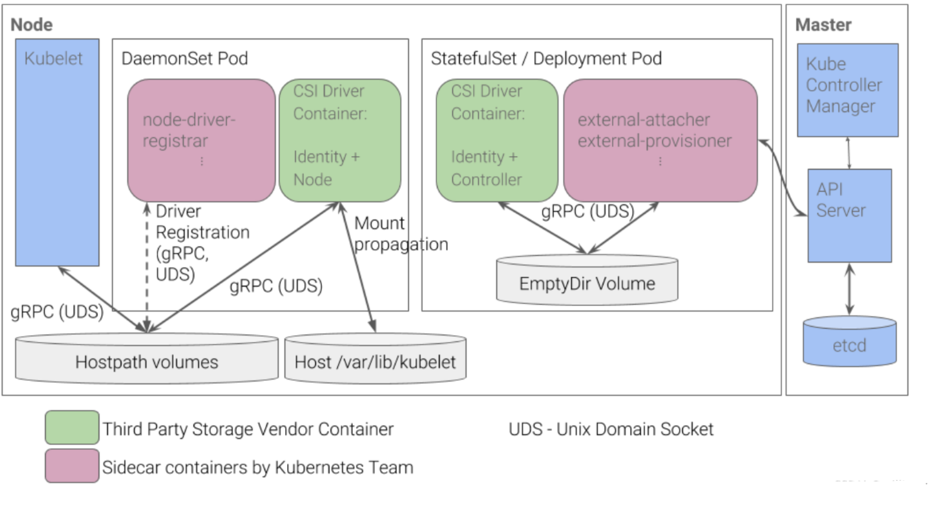 Node
Kubelet
DaemonSet Pod
node-driver-
registrar
⋮
CSI Driver
Container:
Identity +
Node
Driver
Registration
(gRPC,
UDS)
Mount
propagation
gRPC (UDS)
gRPC (UDS)
Hostpath volumes
Host /var/lib/kubelet
StatefulSet / Deployment Pod
CSI Driver
Container:
Identity +
Controller
external-attacher
external-provisioner
⋮
gRPC (UDS)
EmptyDir Volume
Master
Kube
Controller
Manager
API
Server
etcd
Third Party Storage Vendor Container
UDS - Unix Domain Socket
Sidecar containers by Kubernetes Team